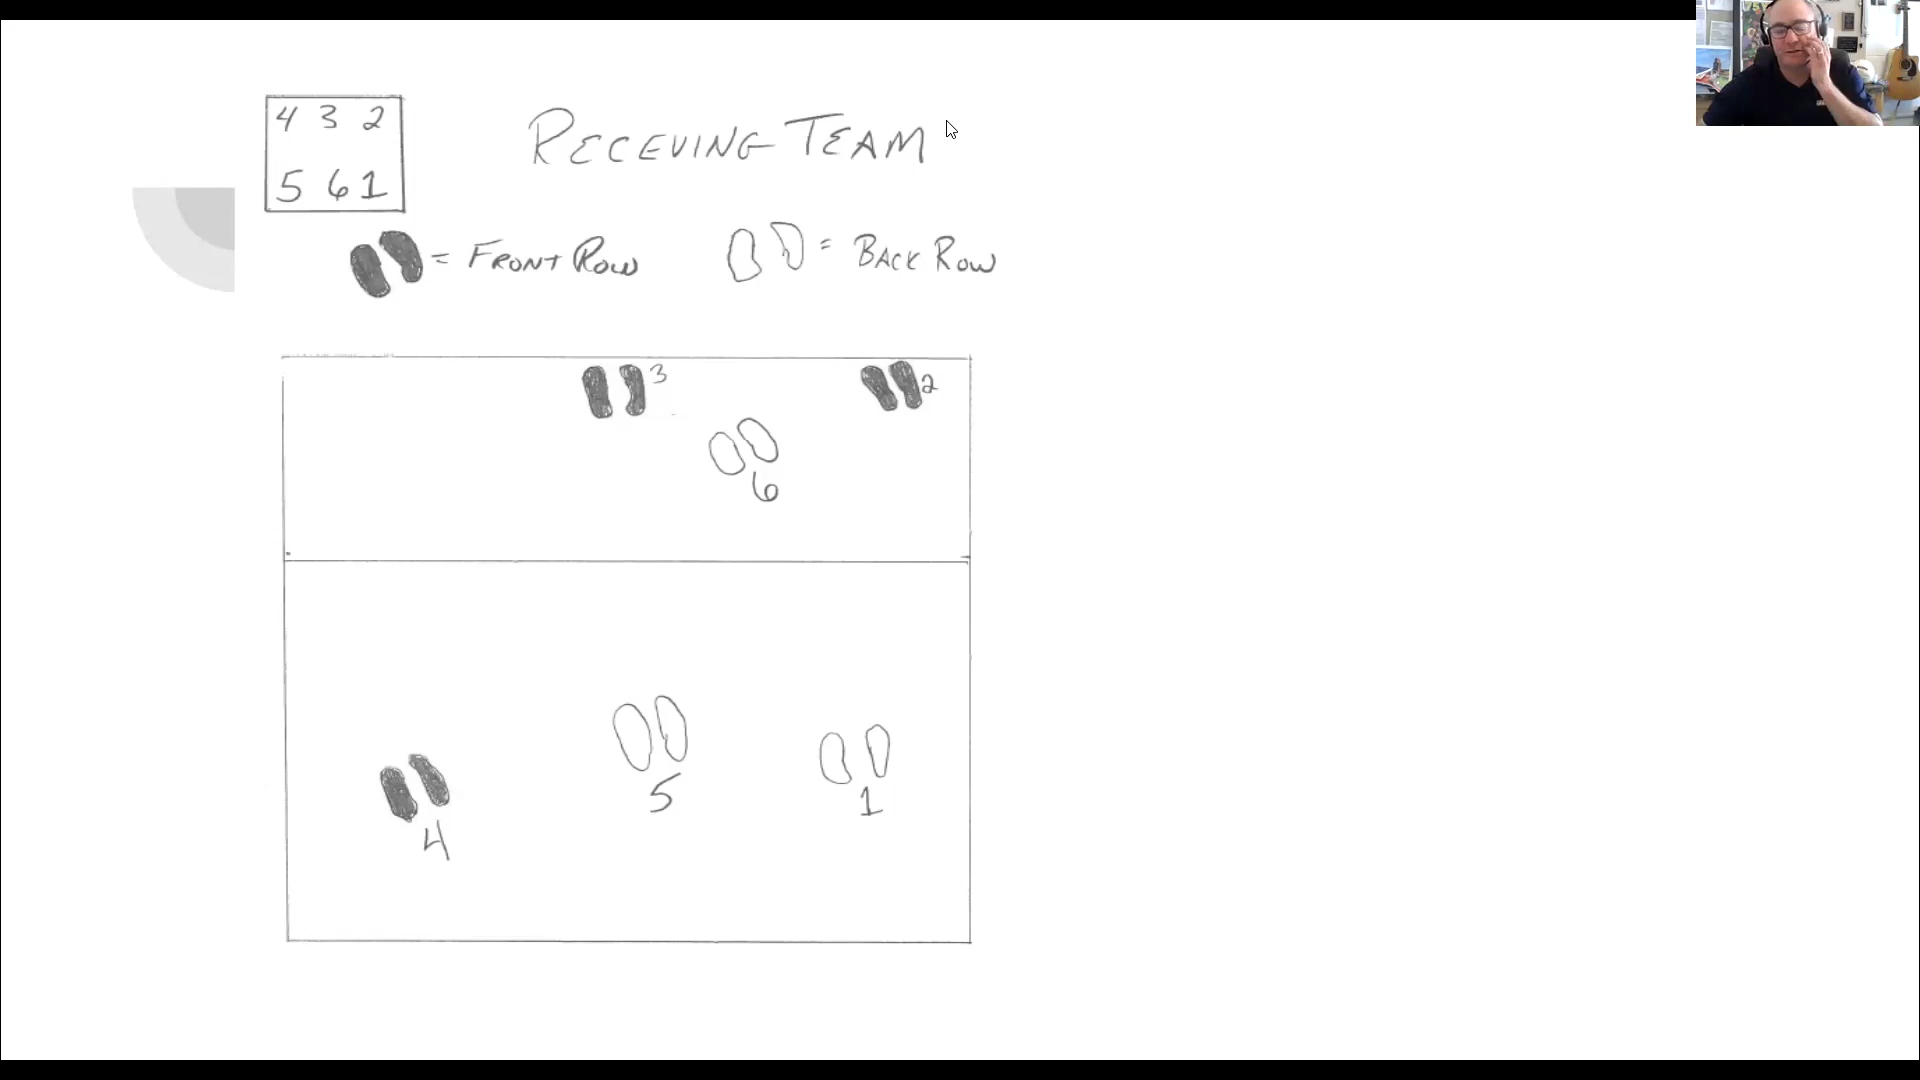 4 3 2
5 6 1
RECEVING TEAM
= FRONT ROW
= BACK ROW
3
2
6
5
1
4